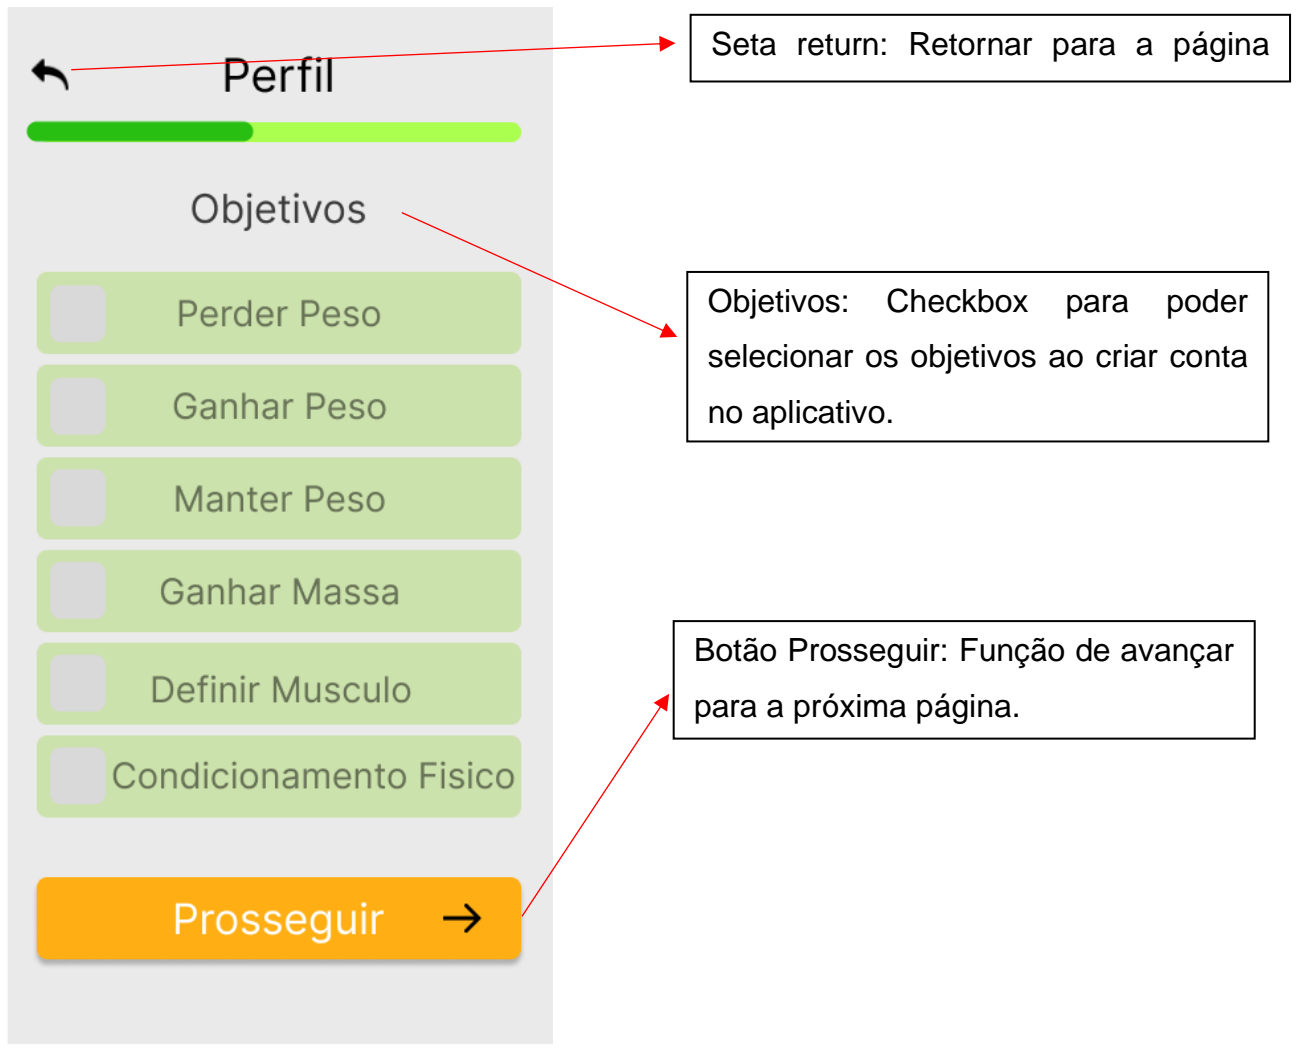 Perfil
Objetivos
Perder Peso
Ganhar Peso
Manter Peso
Ganhar Massa
Definir Musculo
Condicionamento Fisico
Prosseguir
Seta return: Retornar para a página
Objetivos: Checkbox para poder
selecionar os objetivos ao criar conta
no aplicativo.
Botão Prosseguir: Função de avançar
para a próxima página.